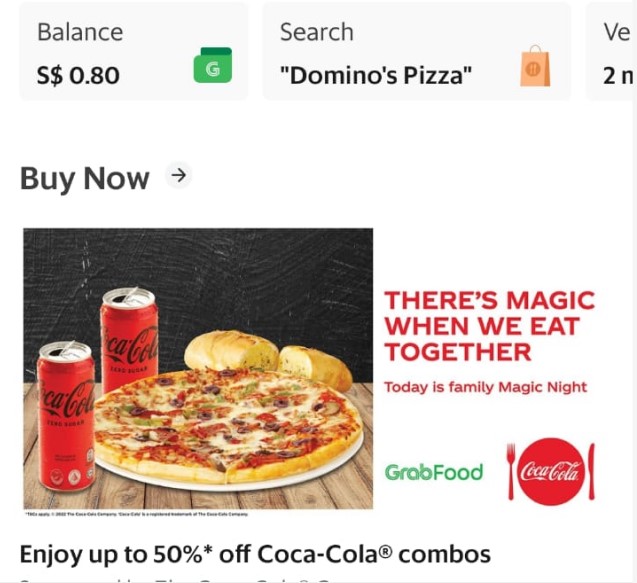 Balance
S$ 0.80
G
Search
"Domino's Pizza"
Ve
2 n
Buy Now →
THERE'S MAGIC
WHEN WE EAT
TOGETHER
Today is family Magic Night
Coca-Cola
ZERO SUGAR
Coca-Cola
ZERO SUGAR
GrabFood
Coca-Cola
*T&Cs apply. © 2022 The Coca-Cola Company. 'Coca-Cola' is a registered trademark of The Coca-Cola Company.
Enjoy up to 50%* off Coca-Cola® combos